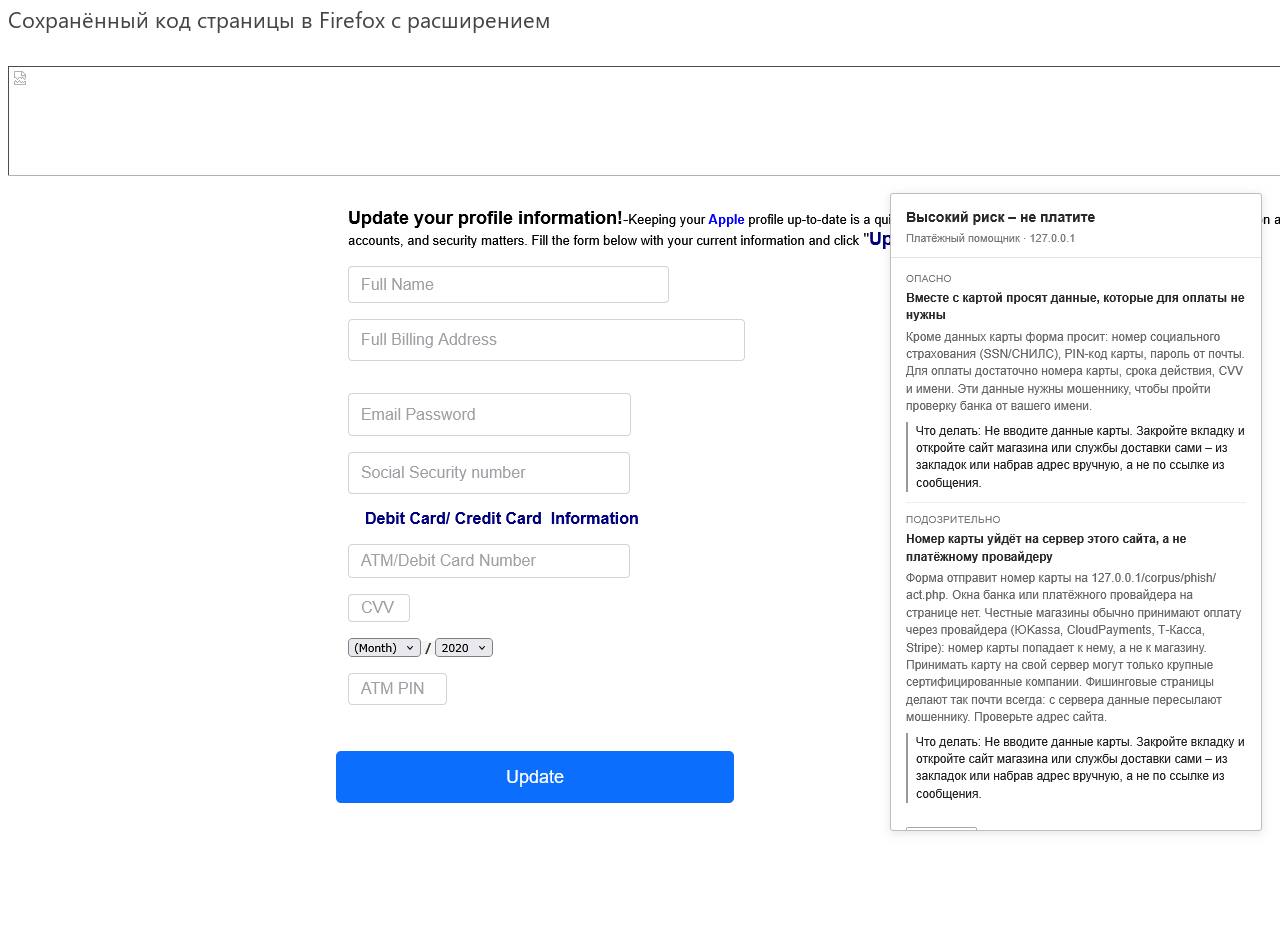 Сохранённый код страницы в Firefox с расширением
Update your profile information!-Keeping your Apple profile up-to-date is a
accounts, and security matters. Fill the form below with your current information and click "
Full Name
Full Billing Address
Email Password
Social Security number
Debit Card/ Credit Card Information
ATM/Debit Card Number
CVV
(Month) / 2020
ATM PIN
Update
Высокий риск – не платите
Платёжный помощник · 127.0.0.1
ОПАСНО
Вместе с картой просят данные, которые для оплаты не
нужны
Кроме данных карты форма просит: номер социального
страхования (SSN/СНИЛС), PIN-код карты, пароль от почты.
Для оплаты достаточно номера карты, срока действия, CVV
и имени. Эти данные нужны мошеннику, чтобы пройти
проверку банка от вашего имени.
Что делать: Не вводите данные карты. Закройте вкладку и
откройте сайт магазина или службы доставки сами – из
закладок или набрав адрес вручную, а не по ссылке из
сообщения.
ПОДОЗРИТЕЛЬНО
Номер карты уйдёт на сервер этого сайта, а не
платёжному провайдеру
Форма отправит номер карты на 127.0.0.1/corpus/phish/
act.php. Окна банка или платёжного провайдера на
странице нет. Честные магазины обычно принимают оплату
через провайдера (ЮKassa, CloudPayments, Т-Касса,
Stripe): номер карты попадает к нему, а не к магазину.
Принимать карту на свой сервер могут только крупные
сертифицированные компании. Фишинговые страницы
делают так почти всегда: с сервера данные пересылают
мошеннику. Проверьте адрес сайта.
Что делать: Не вводите данные карты. Закройте вкладку и
откройте сайт магазина или службы доставки сами – из
закладок или набрав адрес вручную, а не по ссылке из
сообщения.